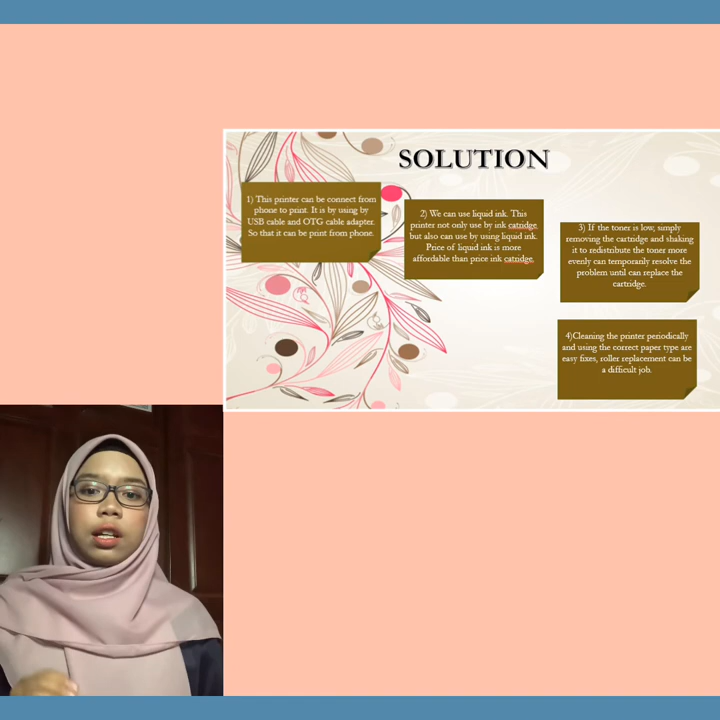 SOLUTION
1) This printer can be connect from
phone to print. It is by using by
USB cable and OTG cable adapter.
So that it can be print from phone.
2) We can use liquid ink. This
printer not only use by ink catridge
but also can use by using liquid ink.
Price of liquid ink is more
affordable than price ink catridge.
3) If the toner is low, simply
removing the cartridge and shaking
it to redistribute the toner more
evenly can temporarily resolve the
problem until can replace the
cartridge.
4)Cleaning the printer periodically
and using the correct paper type are
easy fixes, roller replacement can be
a difficult job.